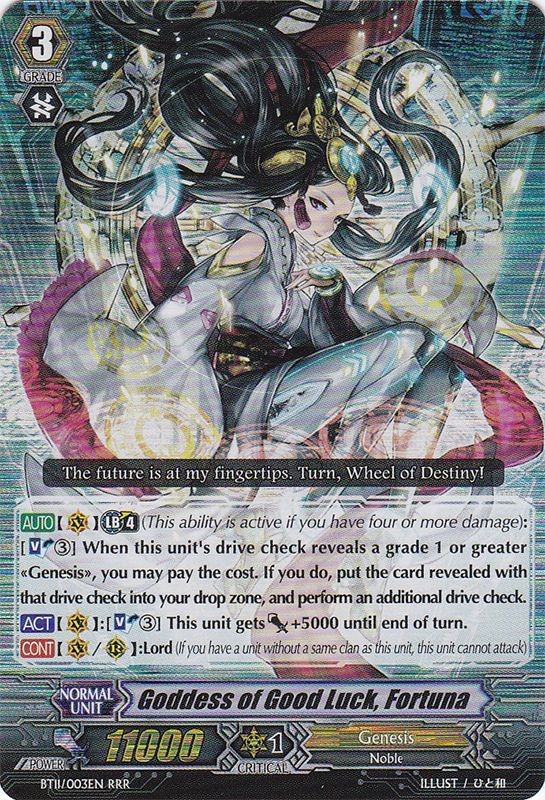 3
GRADE
The future is at my fingertips. Turn, Wheel of Destiny!
AUTO【 】LB4 (This ability is active if you have four or more damage):
[V③] When this unit's drive check reveals a grade 1 or greater
«Genesis», you may pay the cost. If you do, put the card revealed with
that drive check into your drop zone, and perform an additional drive check.
ACT【 】:[V③] This unit gets +5000 until end of turn.
CONT【 / 】:Lord (If you have a unit without a same clan as this unit, this unit cannot attack)
NORMAL UNIT
Goddess of Good Luck, Fortuna
POWER 11000
1 CRITICAL
Genesis
Noble
BT11/003EN RRR
ILLUST / ひと和